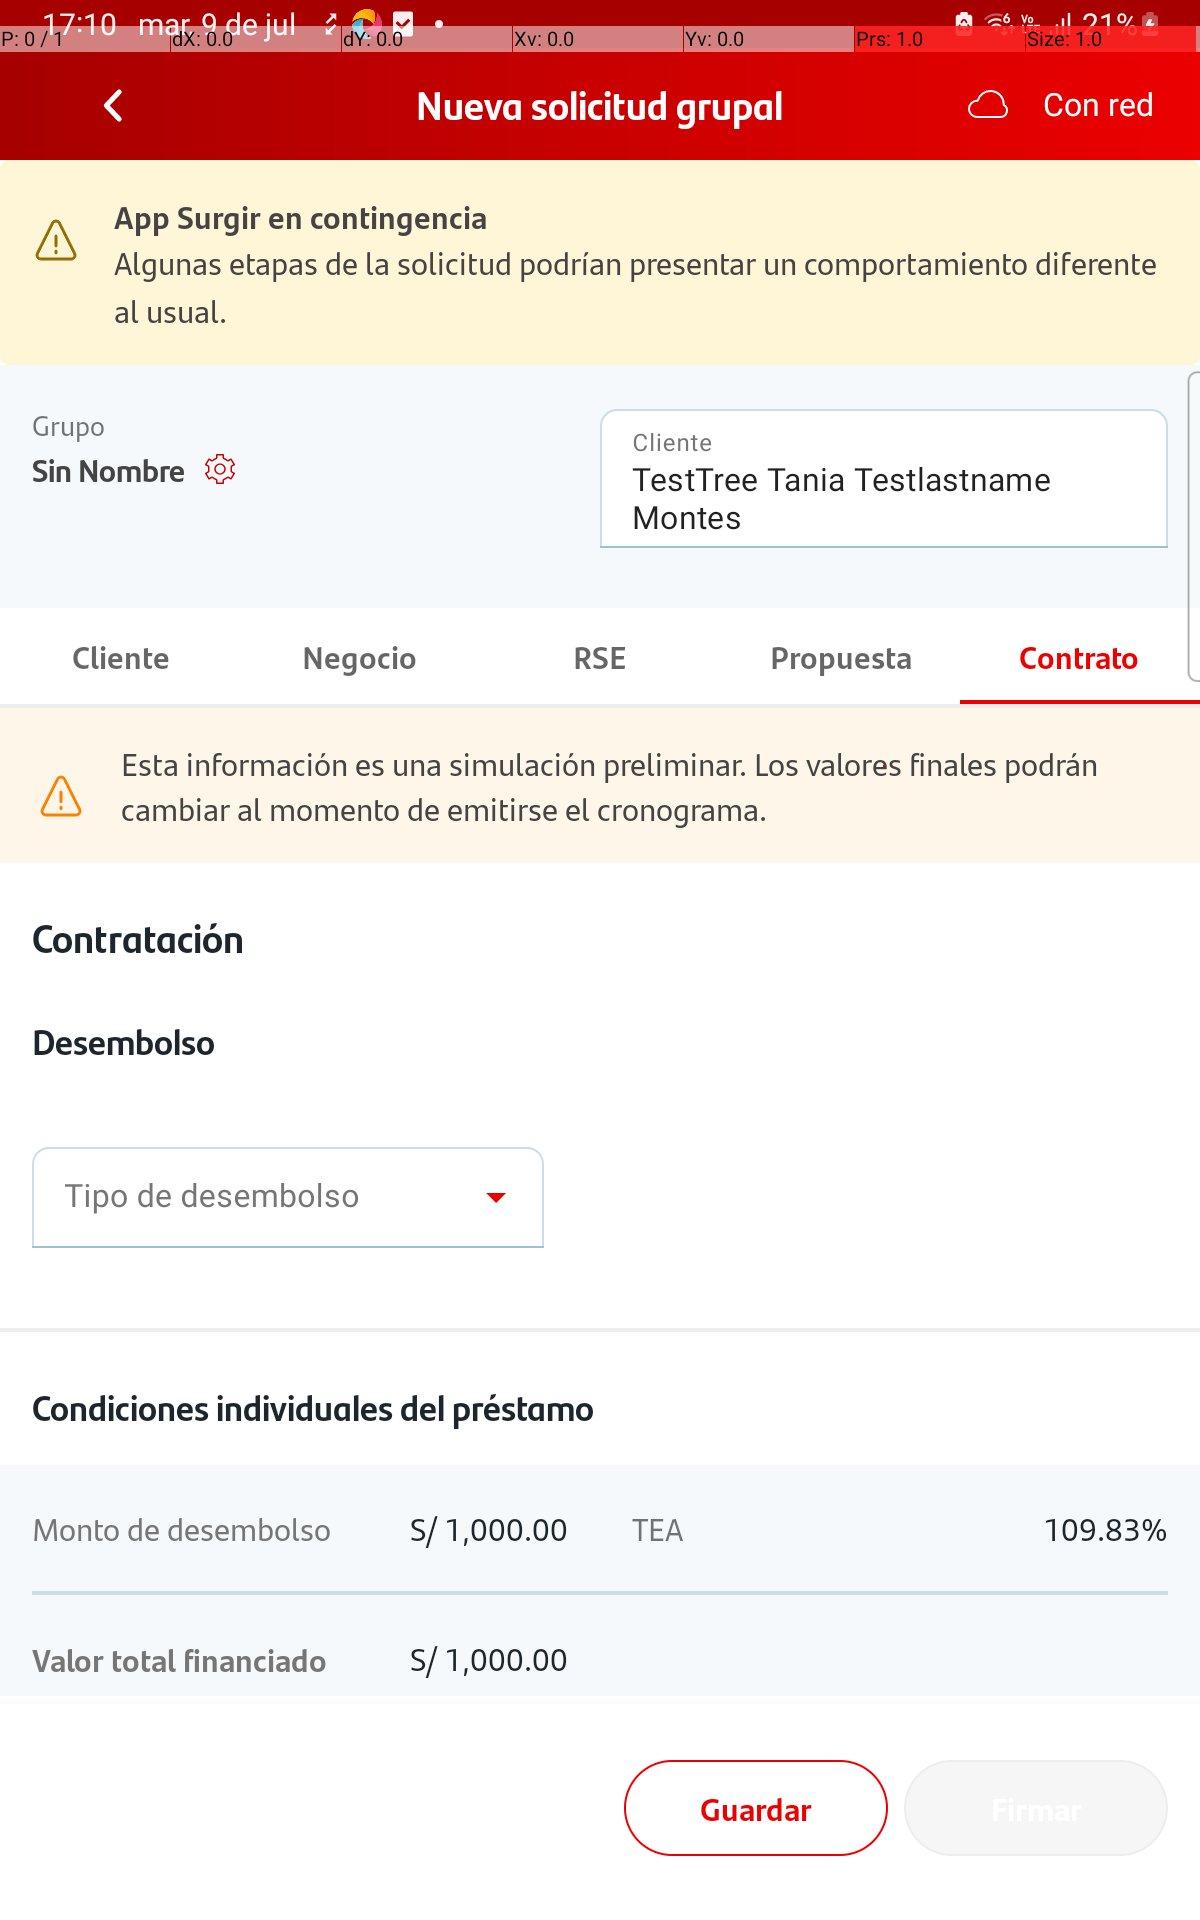 17:10 mar, 9 de jul 21%
P: 0 / 1 dX: 0.0 dY: 0.0 Xv: 0.0 Yv: 0.0 Prs: 1.0 Size: 1.0
Nueva solicitud grupal
Con red
App Surgir en contingencia
Algunas etapas de la solicitud podrían presentar un comportamiento diferente
al usual.
Grupo
Sin Nombre
Cliente
TestTree Tania Testlastname
Montes
Cliente Negocio RSE Propuesta Contrato
Esta información es una simulación preliminar. Los valores finales podrán
cambiar al momento de emitirse el cronograma.
Contratación
Desembolso
Tipo de desembolso
Condiciones individuales del préstamo
Monto de desembolso S/ 1,000.00 TEA 109.83%
Valor total financiado S/ 1,000.00
Guardar Firmar